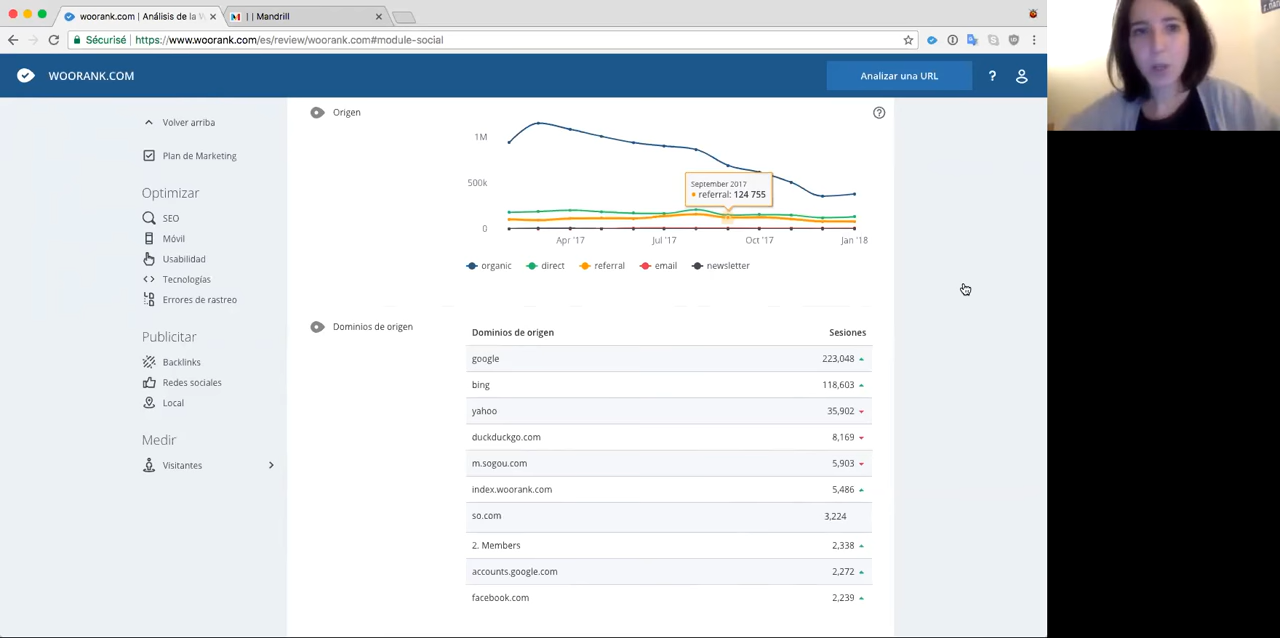 woorank.com | Análisis de la W
| | Mandrill
Sécurisé | https://www.woorank.com/es/review/woorank.com#module-social
WOORANK.COM
Analizar una URL
?
Volver arriba
Plan de Marketing
Optimizar
SEO
Móvil
Usabilidad
Tecnologías
Errores de rastreo
Publicitar
Backlinks
Redes sociales
Local
Medir
Visitantes
Origen
?
1M
500k
0
September 2017
referral: 124 755
Apr '17 Jul '17 Oct '17 Jan '18
organic direct referral email newsletter
Dominios de origen
Dominios de origen Sesiones
google 223,048
bing 118,603
yahoo 35,902
duckduckgo.com 8,169
m.sogou.com 5,903
index.woorank.com 5,486
so.com 3,224
2. Members 2,338
accounts.google.com 2,272
facebook.com 2,239